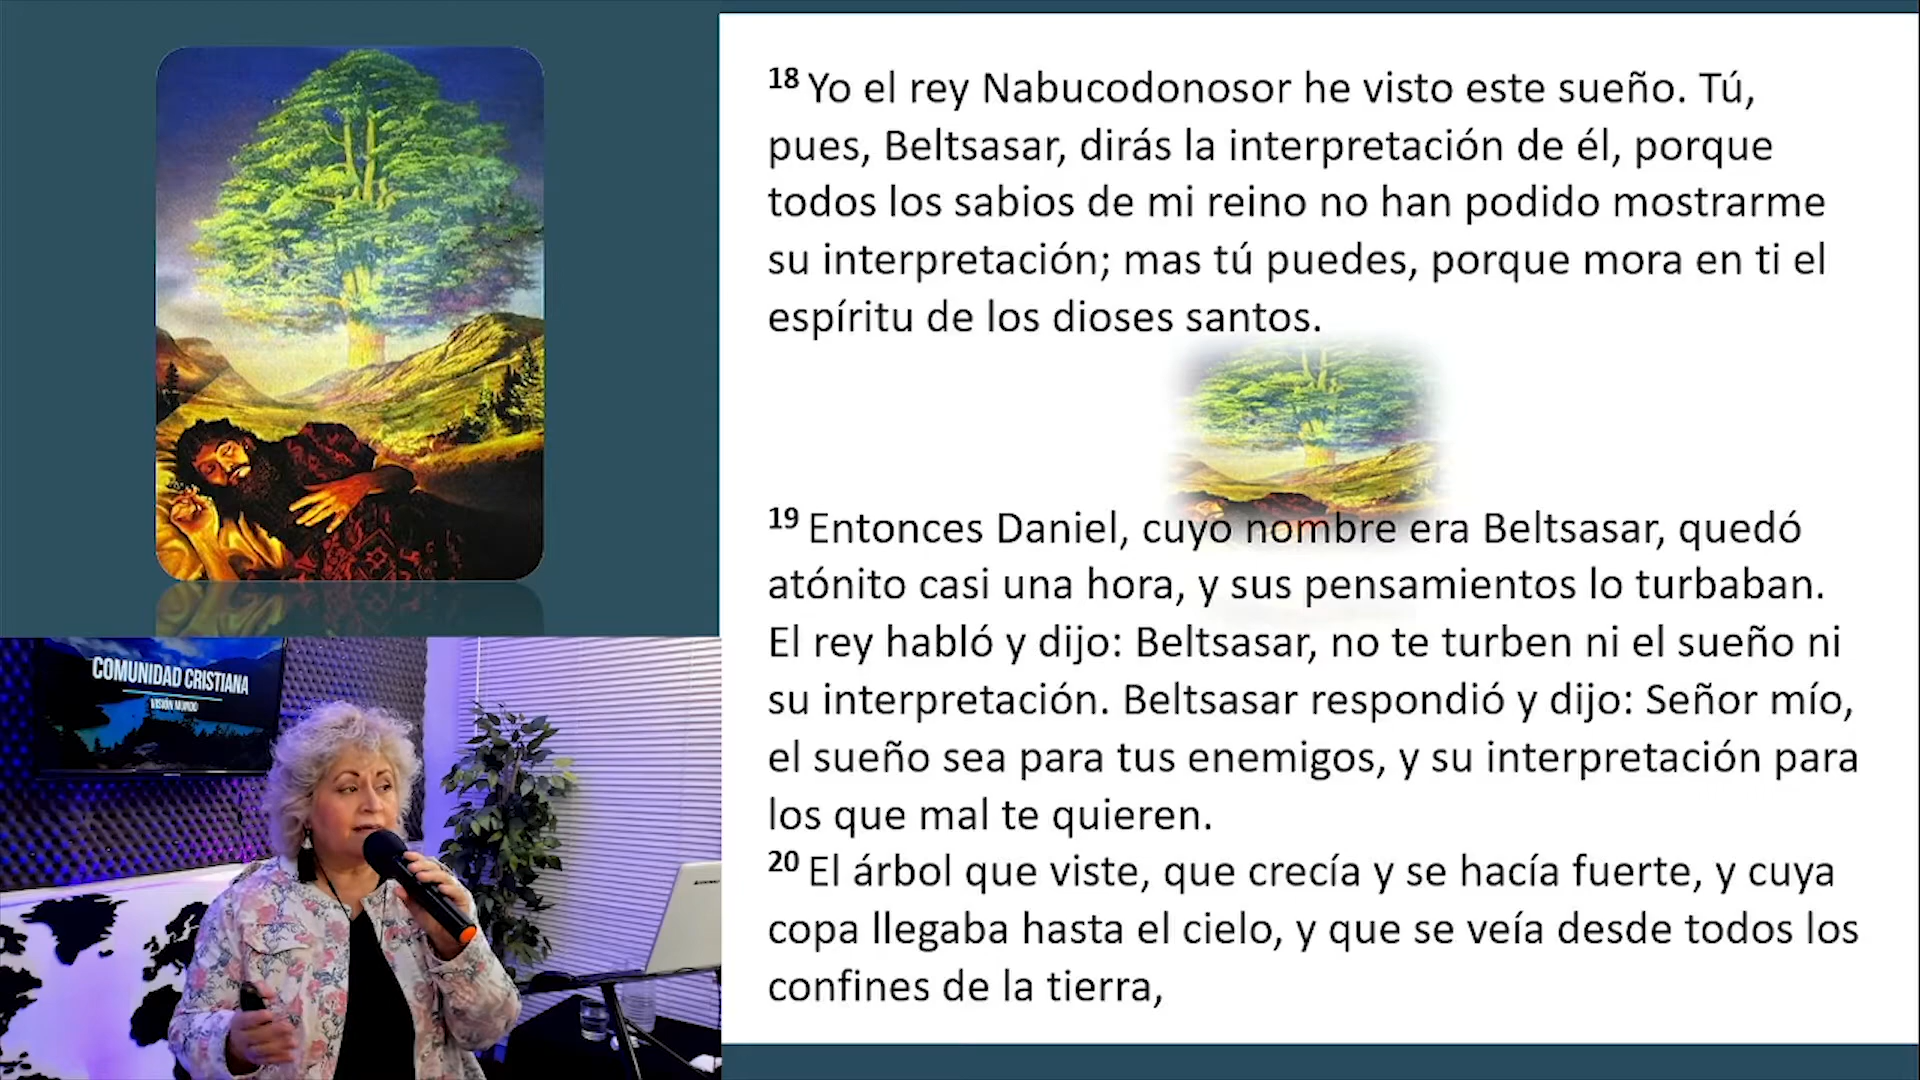 18 Yo el rey Nabucodonosor he visto este sueño. Tú,
pues, Beltsasar, dirás la interpretación de él, porque
todos los sabios de mi reino no han podido mostrarme
su interpretación; mas tú puedes, porque mora en ti el
espíritu de los dioses santos.
19 Entonces Daniel, cuyo nombre era Beltsasar, quedó
atónito casi una hora, y sus pensamientos lo turbaban.
El rey habló y dijo: Beltsasar, no te turben ni el sueño ni
su interpretación. Beltsasar respondió y dijo: Señor mío,
el sueño sea para tus enemigos, y su interpretación para
los que mal te quieren.
20 El árbol que viste, que crecía y se hacía fuerte, y cuya
copa llegaba hasta el cielo, y que se veía desde todos los
confines de la tierra,
COMUNIDAD CRISTIANA
VISIÓN MUNDO